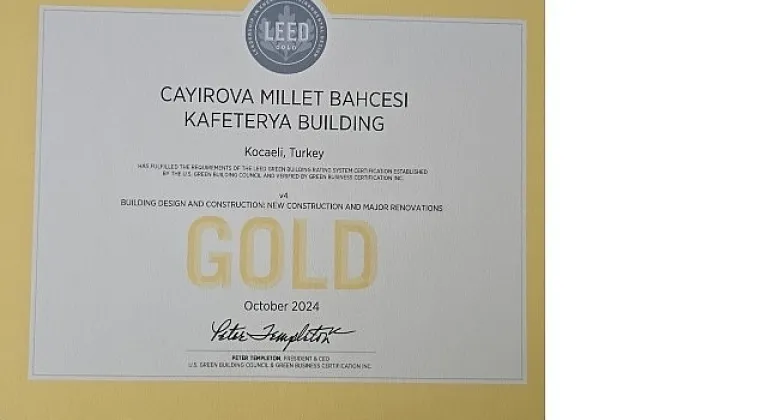 LEED
GOLD
CAYIROVA MILLET BAHCESI
KAFETERYA BUILDING
Kocaeli, Turkey
HAS FULFILLED THE REQUIREMENTS OF THE LEED GREEN BUILDING RATING SYSTEM CERTIFICATION ESTABLISHED
BY THE U.S. GREEN BUILDING COUNCIL AND VERIFIED BY GREEN BUSINESS CERTIFICATION INC.
v4
BUILDING DESIGN AND CONSTRUCTION: NEW CONSTRUCTION AND MAJOR RENOVATIONS
GOLD
October 2024
Peter Templeton
PETER TEMPLETON, PRESIDENT & CEO
U.S. GREEN BUILDING COUNCIL & GREEN BUSINESS CERTIFICATION INC.